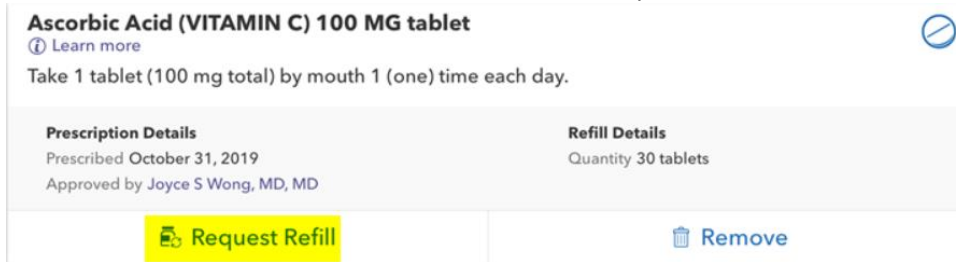 Ascorbic Acid (VITAMIN C) 100 MG tablet
Learn more
Take 1 tablet (100 mg total) by mouth 1 (one) time each day.
Prescription Details
Prescribed October 31, 2019
Approved by Joyce S Wong, MD, MD
Refill Details
Quantity 30 tablets
Request Refill
Remove